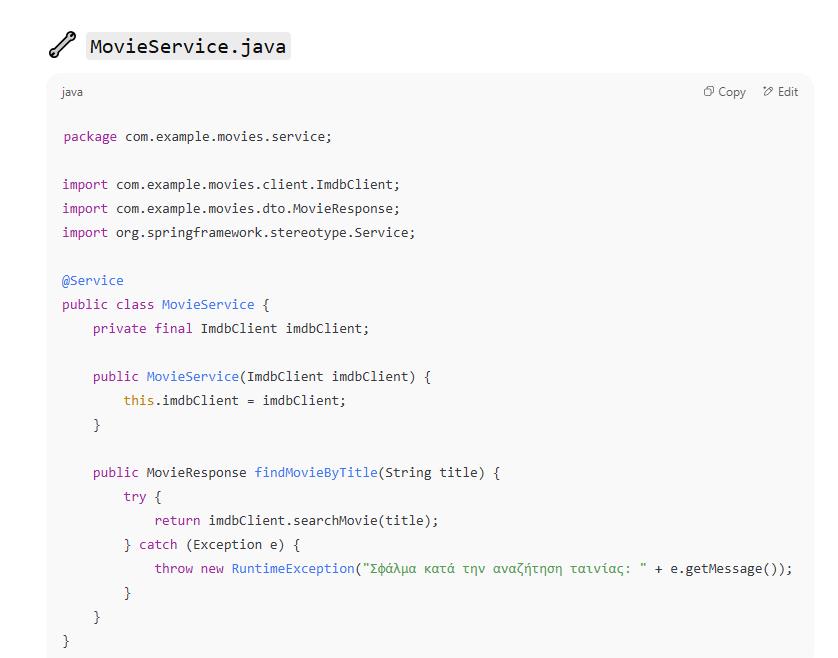 MovieService.java
java
Copy
Edit
package com.example.movies.service;
import com.example.movies.client.ImdbClient;
import com.example.movies.dto.MovieResponse;
import org.springframework.stereotype.Service;
@Service
public class MovieService {
    private final ImdbClient imdbClient;
    public MovieService(ImdbClient imdbClient) {
        this.imdbClient = imdbClient;
    }
    public MovieResponse findMovieByTitle(String title) {
        try {
            return imdbClient.searchMovie(title);
        } catch (Exception e) {
            throw new RuntimeException("Σφάλμα κατά την αναζήτηση ταινίας: " + e.getMessage());
        }
    }
}